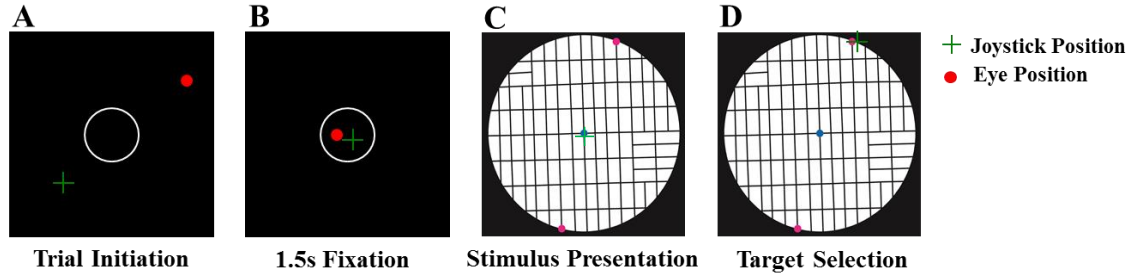 A
B
C
D
Joystick Position
Eye Position
Trial Initiation
1.5s Fixation
Stimulus Presentation
Target Selection